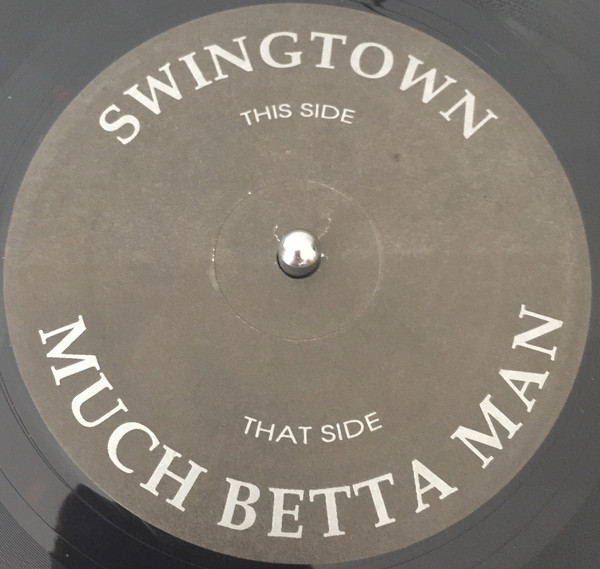 SWINGTOWN
THIS SIDE
THAT SIDE
MUCH BETTA MAN